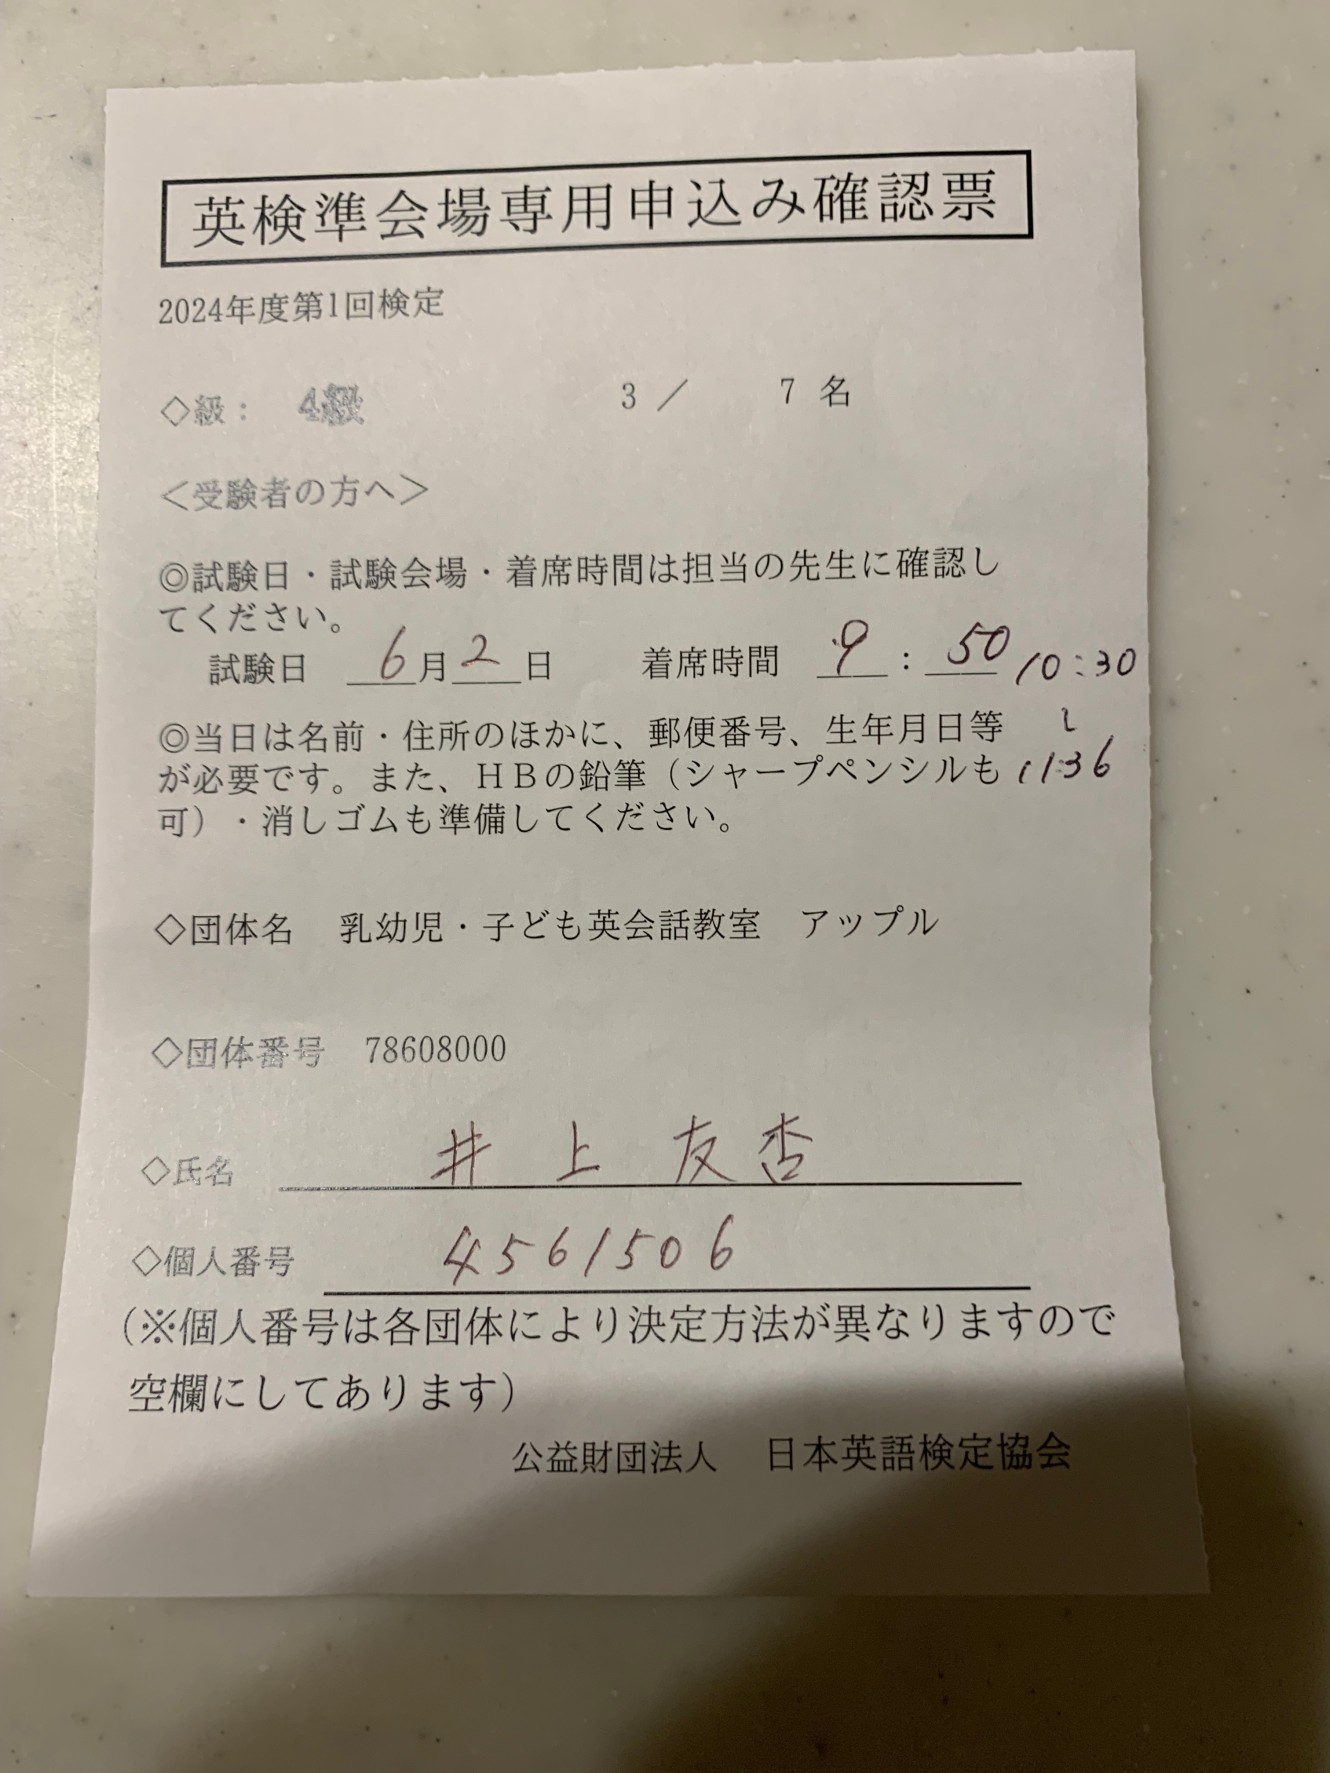 英検準会場専用申込み確認票
2024年度第1回検定
◇級： 4級 3／ 7名
＜受験者の方へ＞
◎試験日・試験会場・着席時間は担当の先生に確認し
てください。
試験日 6月2日 着席時間 9：50 10:30
◎当日は名前・住所のほかに、郵便番号、生年月日等 〜
が必要です。また、ＨＢの鉛筆（シャープペンシルも 11:36
可）・消しゴムも準備してください。
◇団体名 乳幼児・子ども英会話教室 アップル
◇団体番号 78608000
◇氏名 井上 友杏
◇個人番号 4561506
（※個人番号は各団体により決定方法が異なりますので
空欄にしてあります）
公益財団法人 日本英語検定協会